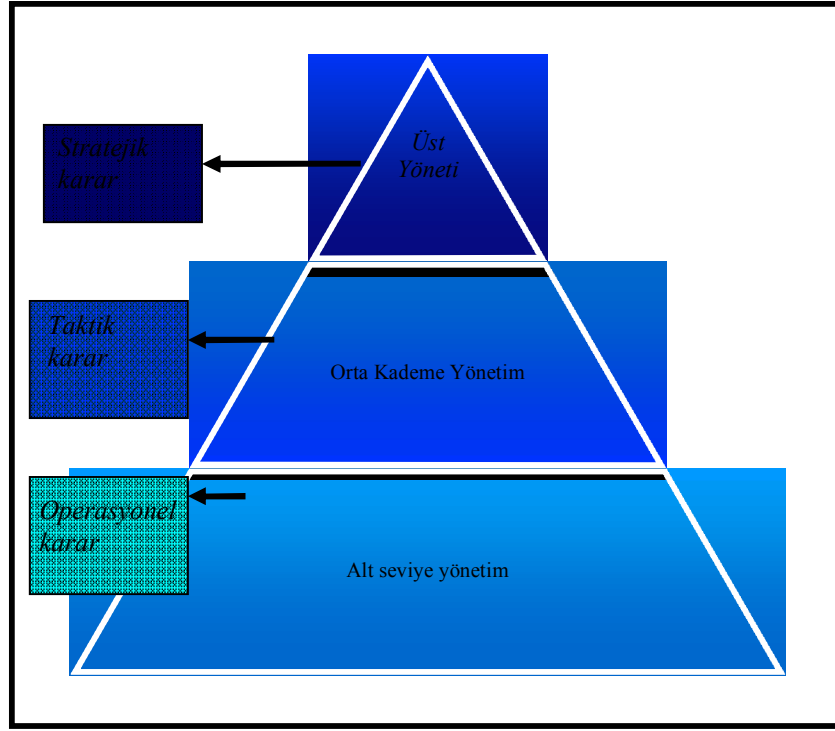 Stratejik
karar
Üst
Yöneti
Taktik
karar
Orta Kademe Yönetim
Operasyonel
karar
Alt seviye yönetim